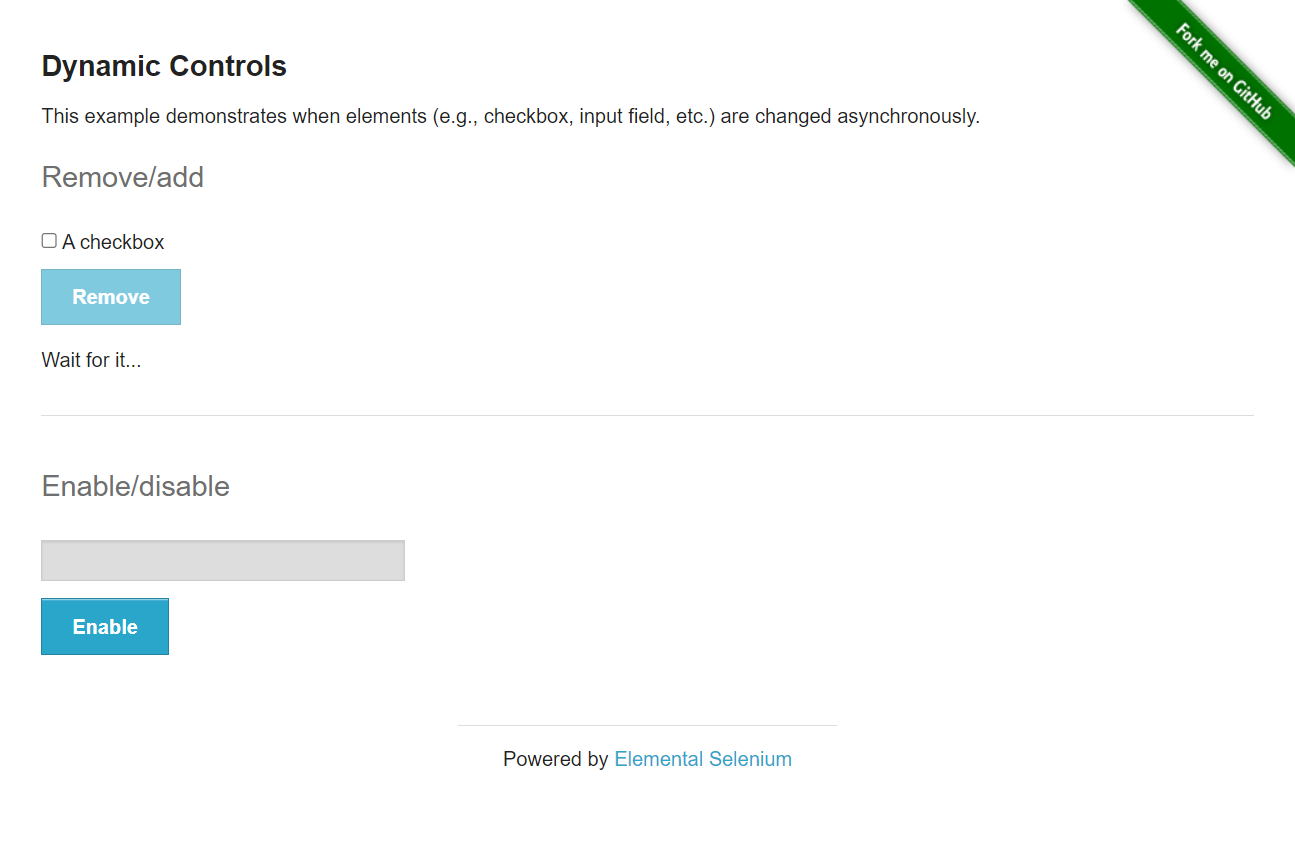 Fork me on GitHub
Dynamic Controls
This example demonstrates when elements (e.g., checkbox, input field, etc.) are changed asynchronously.
Remove/add
A checkbox
Remove
Wait for it...
Enable/disable
Enable
Powered by Elemental Selenium